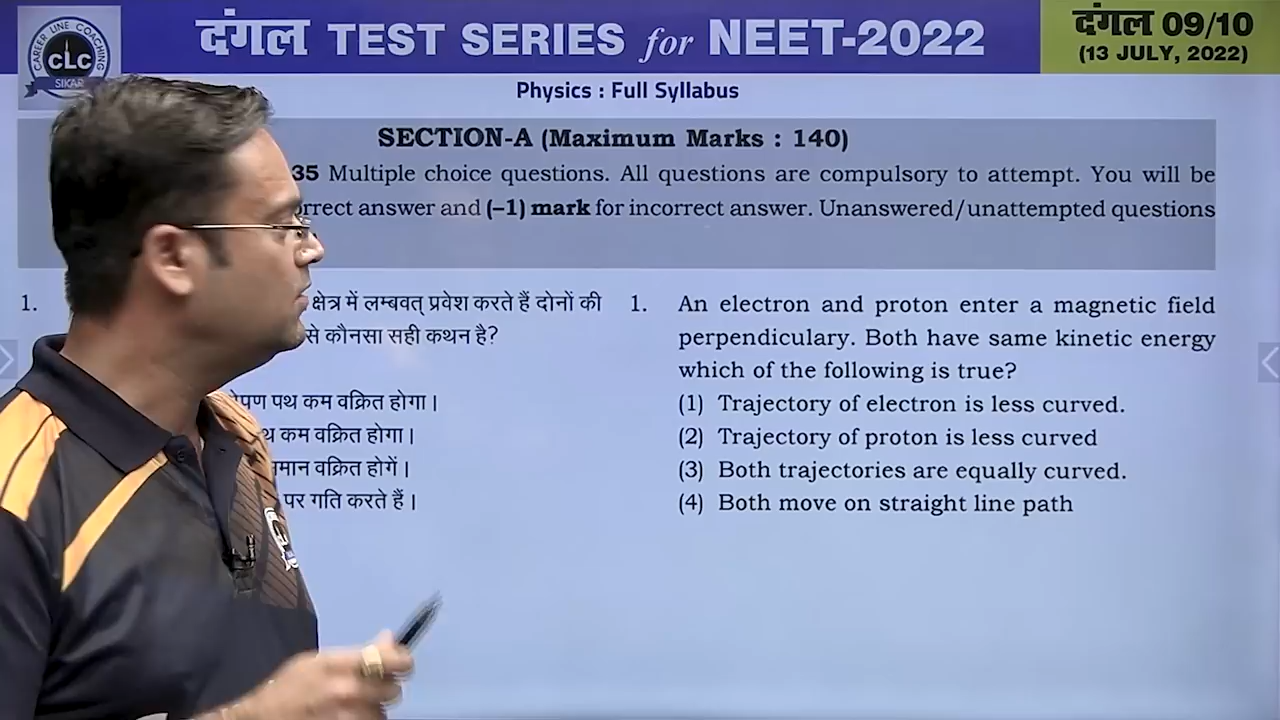 CAREER LINE COACHING
CLC
SIKAR
दंगल TEST SERIES for NEET-2022
दंगल 09/10
(13 JULY, 2022)
Physics : Full Syllabus
SECTION-A (Maximum Marks : 140)
35 Multiple choice questions. All questions are compulsory to attempt. You will be
answer and (–1) mark for incorrect answer. Unanswered/unattempted questions
1. क्षेत्र में लम्बवत् प्रवेश करते हैं दोनों की
से कौनसा सही कथन है?
पथ कम वक्रित होगा।
कम वक्रित होगा।
वक्रित होगें।
पर गति करते हैं।
1. An electron and proton enter a magnetic field
perpendiculary. Both have same kinetic energy
which of the following is true?
(1) Trajectory of electron is less curved.
(2) Trajectory of proton is less curved
(3) Both trajectories are equally curved.
(4) Both move on straight line path